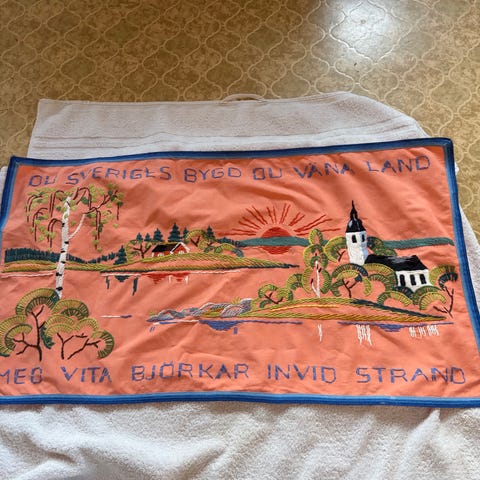 DU SVERIGES BYGD DU VÄNA LAND
MED VITA BJÖRKAR INVID STRAND